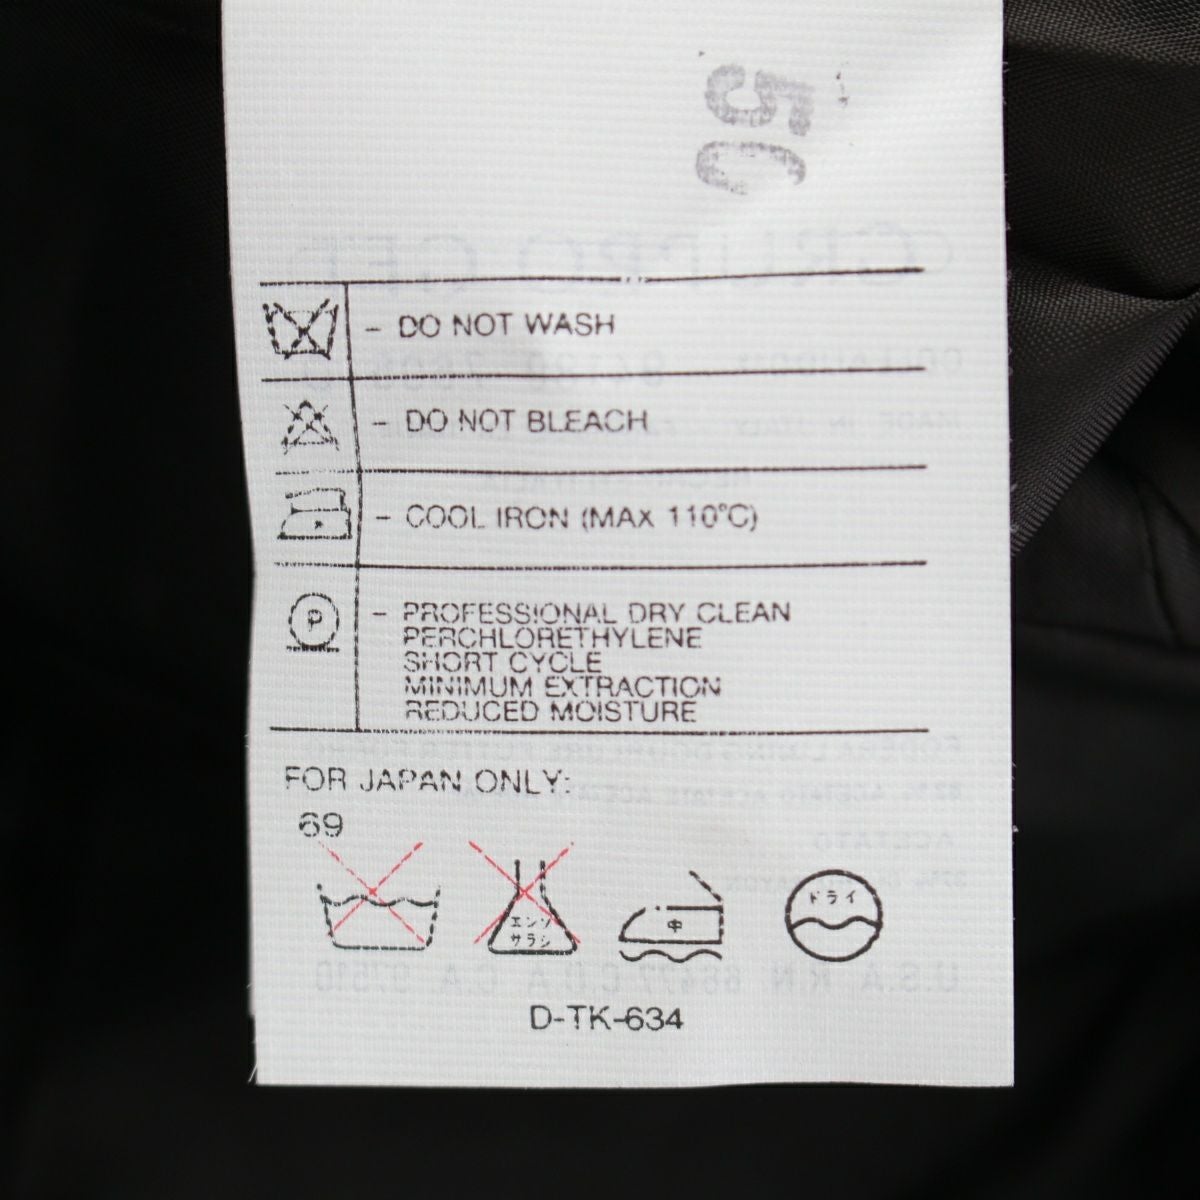 50
- DO NOT WASH
- DO NOT BLEACH
- COOL IRON (MAX 110°C)
P
- PROFESSIONAL DRY CLEAN
PERCHLORETHYLENE
SHORT CYCLE
MINIMUM EXTRACTION
REDUCED MOISTURE
FOR JAPAN ONLY:
69
エンソ
サラシ
中
ドライ
D-TK-634